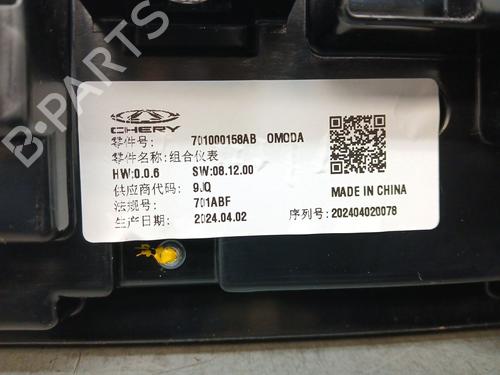 B-PARTS
CHERY
零件号: 701000158AB OMODA
零件名称:组合仪表
HW:0.0.6 SW:08.12.00
供应商代码: 9JQ
法规号: 701ABF
生产日期: 2024.04.02
MADE IN CHINA
序列号: 202404020078